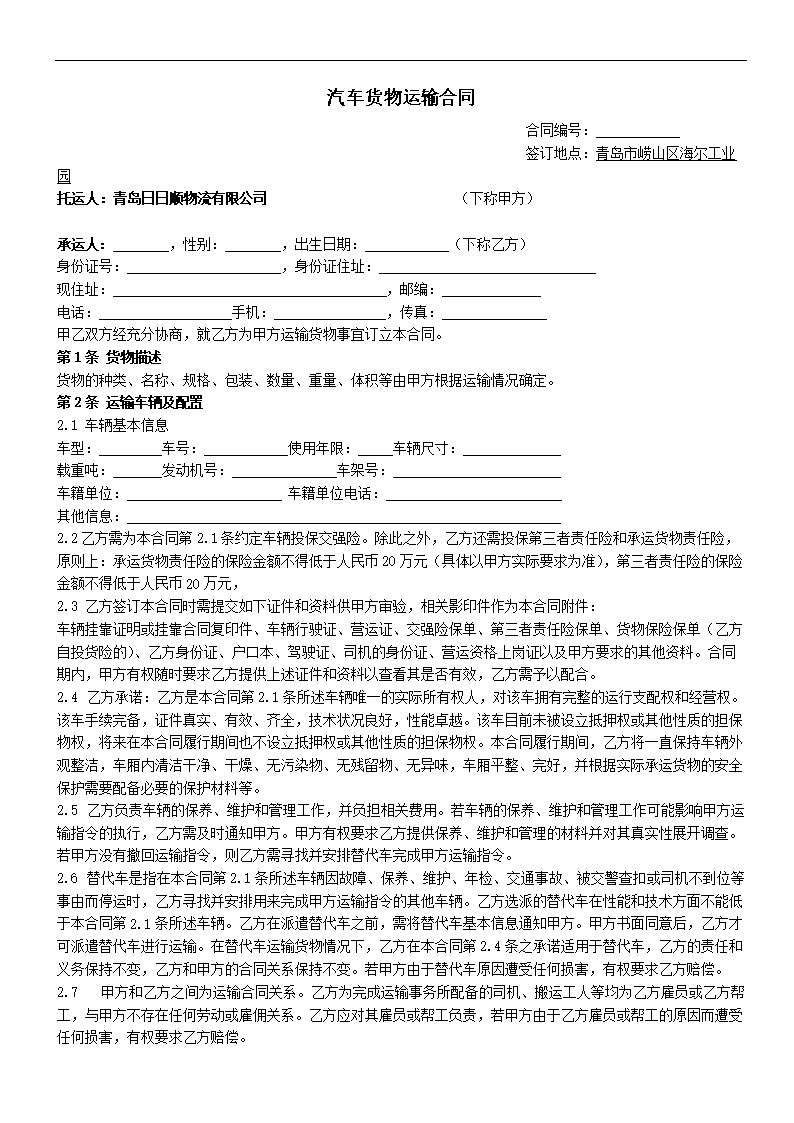 汽车货物运输合同
合同编号：____________
签订地点：青岛市崂山区海尔工业
园
托运人：青岛日日顺物流有限公司 （下称甲方）
承运人：________，性别：________，出生日期：____________（下称乙方）
身份证号：______________________，身份证住址：_______________________________
现住址：_______________________________________，邮编：______________
电话：___________________手机：________________，传真：_______________
甲乙双方经充分协商，就乙方为甲方运输货物事宜订立本合同。
第1条 货物描述
货物的种类、名称、规格、包装、数量、重量、体积等由甲方根据运输情况确定。
第2条 运输车辆及配置
2.1 车辆基本信息
车型：_________车号：____________使用年限：_____车辆尺寸：______________
载重吨：_______发动机号：_______________车架号：________________________
车籍单位：______________________ 车籍单位电话：_________________________
其他信息：______________________________________________________________
2.2乙方需为本合同第2.1条约定车辆投保交强险。除此之外，乙方还需投保第三者责任险和承运货物责任险，
原则上：承运货物责任险的保险金额不得低于人民币20万元（具体以甲方实际要求为准），第三者责任险的保险
金额不得低于人民币20万元，
2.3 乙方签订本合同时需提交如下证件和资料供甲方审验，相关影印件作为本合同附件：
车辆挂靠证明或挂靠合同复印件、车辆行驶证、营运证、交强险保单、第三者责任险保单、货物保险保单（乙方
自投货险的）、乙方身份证、户口本、驾驶证、司机的身份证、营运资格上岗证以及甲方要求的其他资料。合同
期内，甲方有权随时要求乙方提供上述证件和资料以查看其是否有效，乙方需予以配合。
2.4 乙方承诺：乙方是本合同第2.1条所述车辆唯一的实际所有权人，对该车拥有完整的运行支配权和经营权。
该车手续完备，证件真实、有效、齐全，技术状况良好，性能卓越。该车目前未被设立抵押权或其他性质的担保
物权，将来在本合同履行期间也不设立抵押权或其他性质的担保物权。本合同履行期间，乙方将一直保持车辆外
观整洁，车厢内清洁干净、干燥、无污染物、无残留物、无异味，车厢平整、完好，并根据实际承运货物的安全
保护需要配备必要的保护材料等。
2.5 乙方负责车辆的保养、维护和管理工作，并负担相关费用。若车辆的保养、维护和管理工作可能影响甲方运
输指令的执行，乙方需及时通知甲方。甲方有权要求乙方提供保养、维护和管理的材料并对其真实性展开调查。
若甲方没有撤回运输指令，则乙方需寻找并安排替代车完成甲方运输指令。
2.6 替代车是指在本合同第2.1条所述车辆因故障、保养、维护、年检、交通事故、被交警查扣或司机不到位等
事由而停运时，乙方寻找并安排用来完成甲方运输指令的其他车辆。乙方选派的替代车在性能和技术方面不能低
于本合同第2.1条所述车辆。乙方在派遣替代车之前，需将替代车基本信息通知甲方。甲方书面同意后，乙方才
可派遣替代车进行运输。在替代车运输货物情况下，乙方在本合同第2.4条之承诺适用于替代车，乙方的责任和
义务保持不变，乙方和甲方的合同关系保持不变。若甲方由于替代车原因遭受任何损害，有权要求乙方赔偿。
2.7 甲方和乙方之间为运输合同关系。乙方为完成运输事务所配备的司机、搬运工人等均为乙方雇员或乙方帮
工，与甲方不存在任何劳动或雇佣关系。乙方应对其雇员或帮工负责，若甲方由于乙方雇员或帮工的原因而遭受
任何损害，有权要求乙方赔偿。